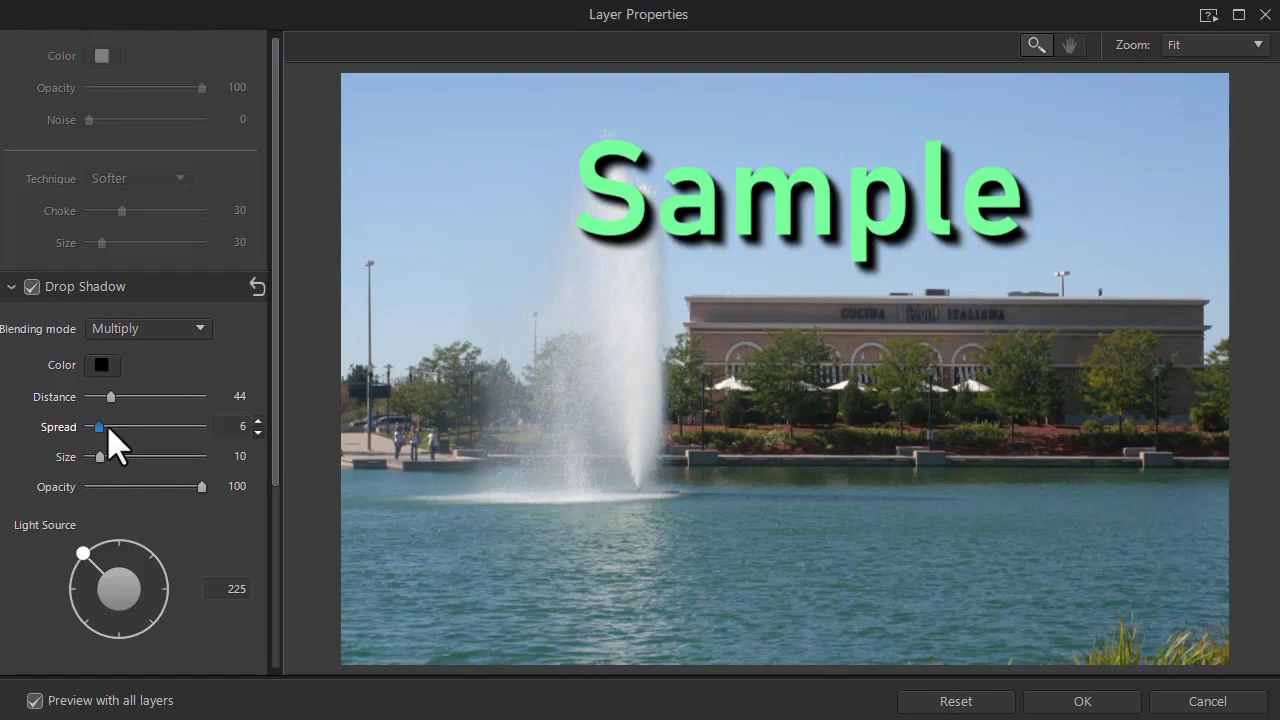 Layer Properties
Zoom: Fit
Color
Opacity 100
Noise 0
Technique Softer
Choke 30
Size 30
Drop Shadow
Blending mode Multiply
Color
Distance 44
Spread 6
Size 10
Opacity 100
Light Source
225
Sample
CUCINA ITALIANA
Preview with all layers
Reset OK Cancel